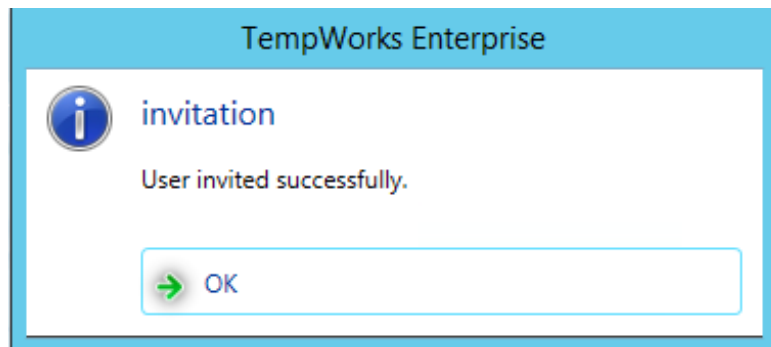 TempWorks Enterprise
invitation
User invited successfully.
OK